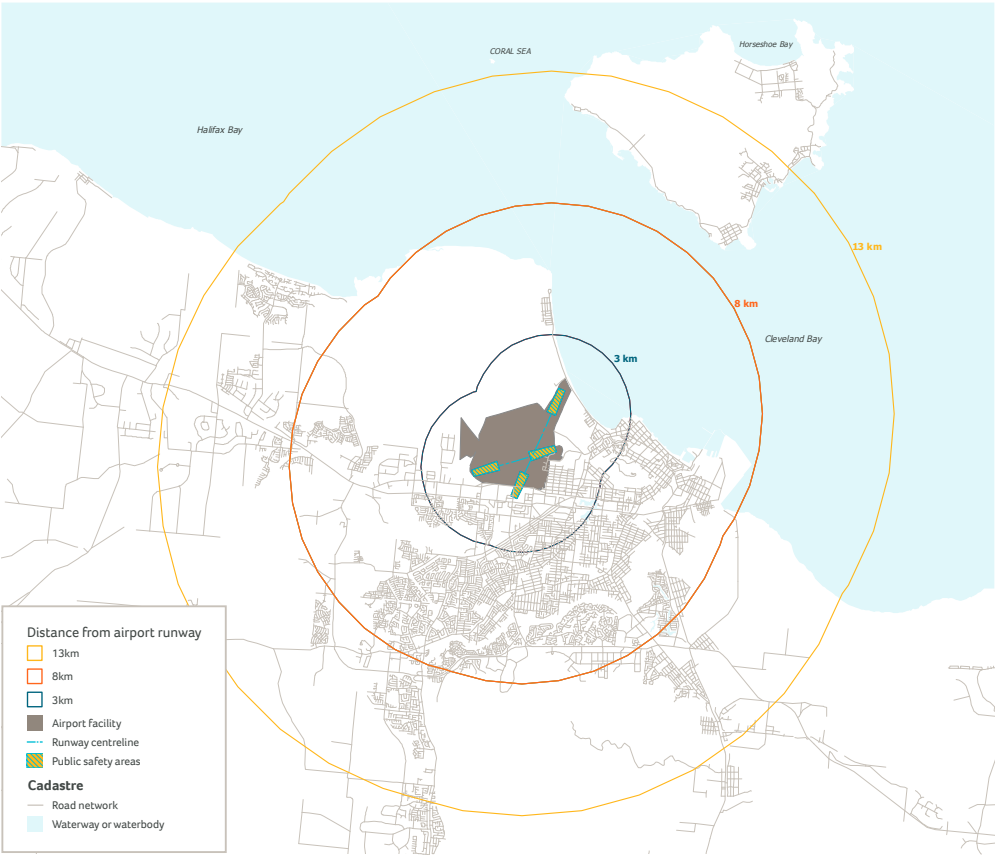 CORAL SEA
Horseshoe Bay
Halifax Bay
13 km
8 km
Cleveland Bay
3 km
Distance from airport runway
13km
8km
3km
Airport facility
Runway centreline
Public safety areas
Cadastre
Road network
Waterway or waterbody